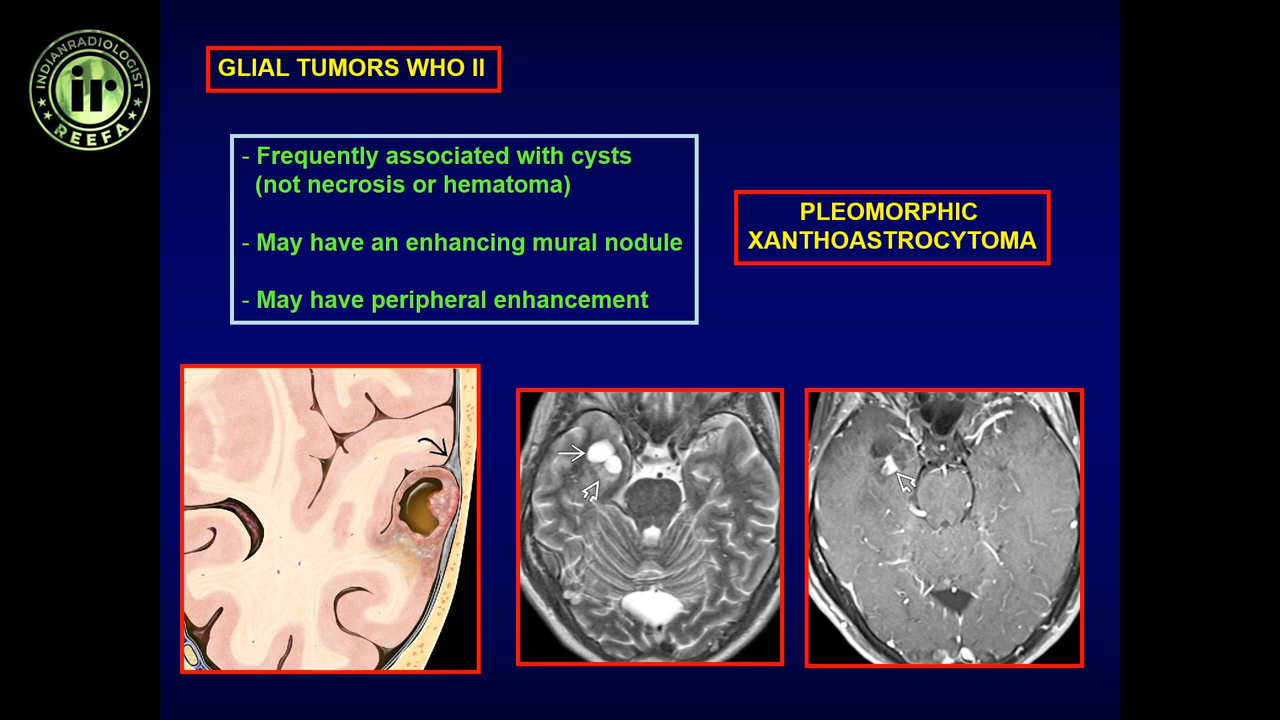 INDIANRADIOLOGIST
ir
REEFA
GLIAL TUMORS WHO II
- Frequently associated with cysts
(not necrosis or hematoma)
- May have an enhancing mural nodule
- May have peripheral enhancement
PLEOMORPHIC
XANTHOASTROCYTOMA